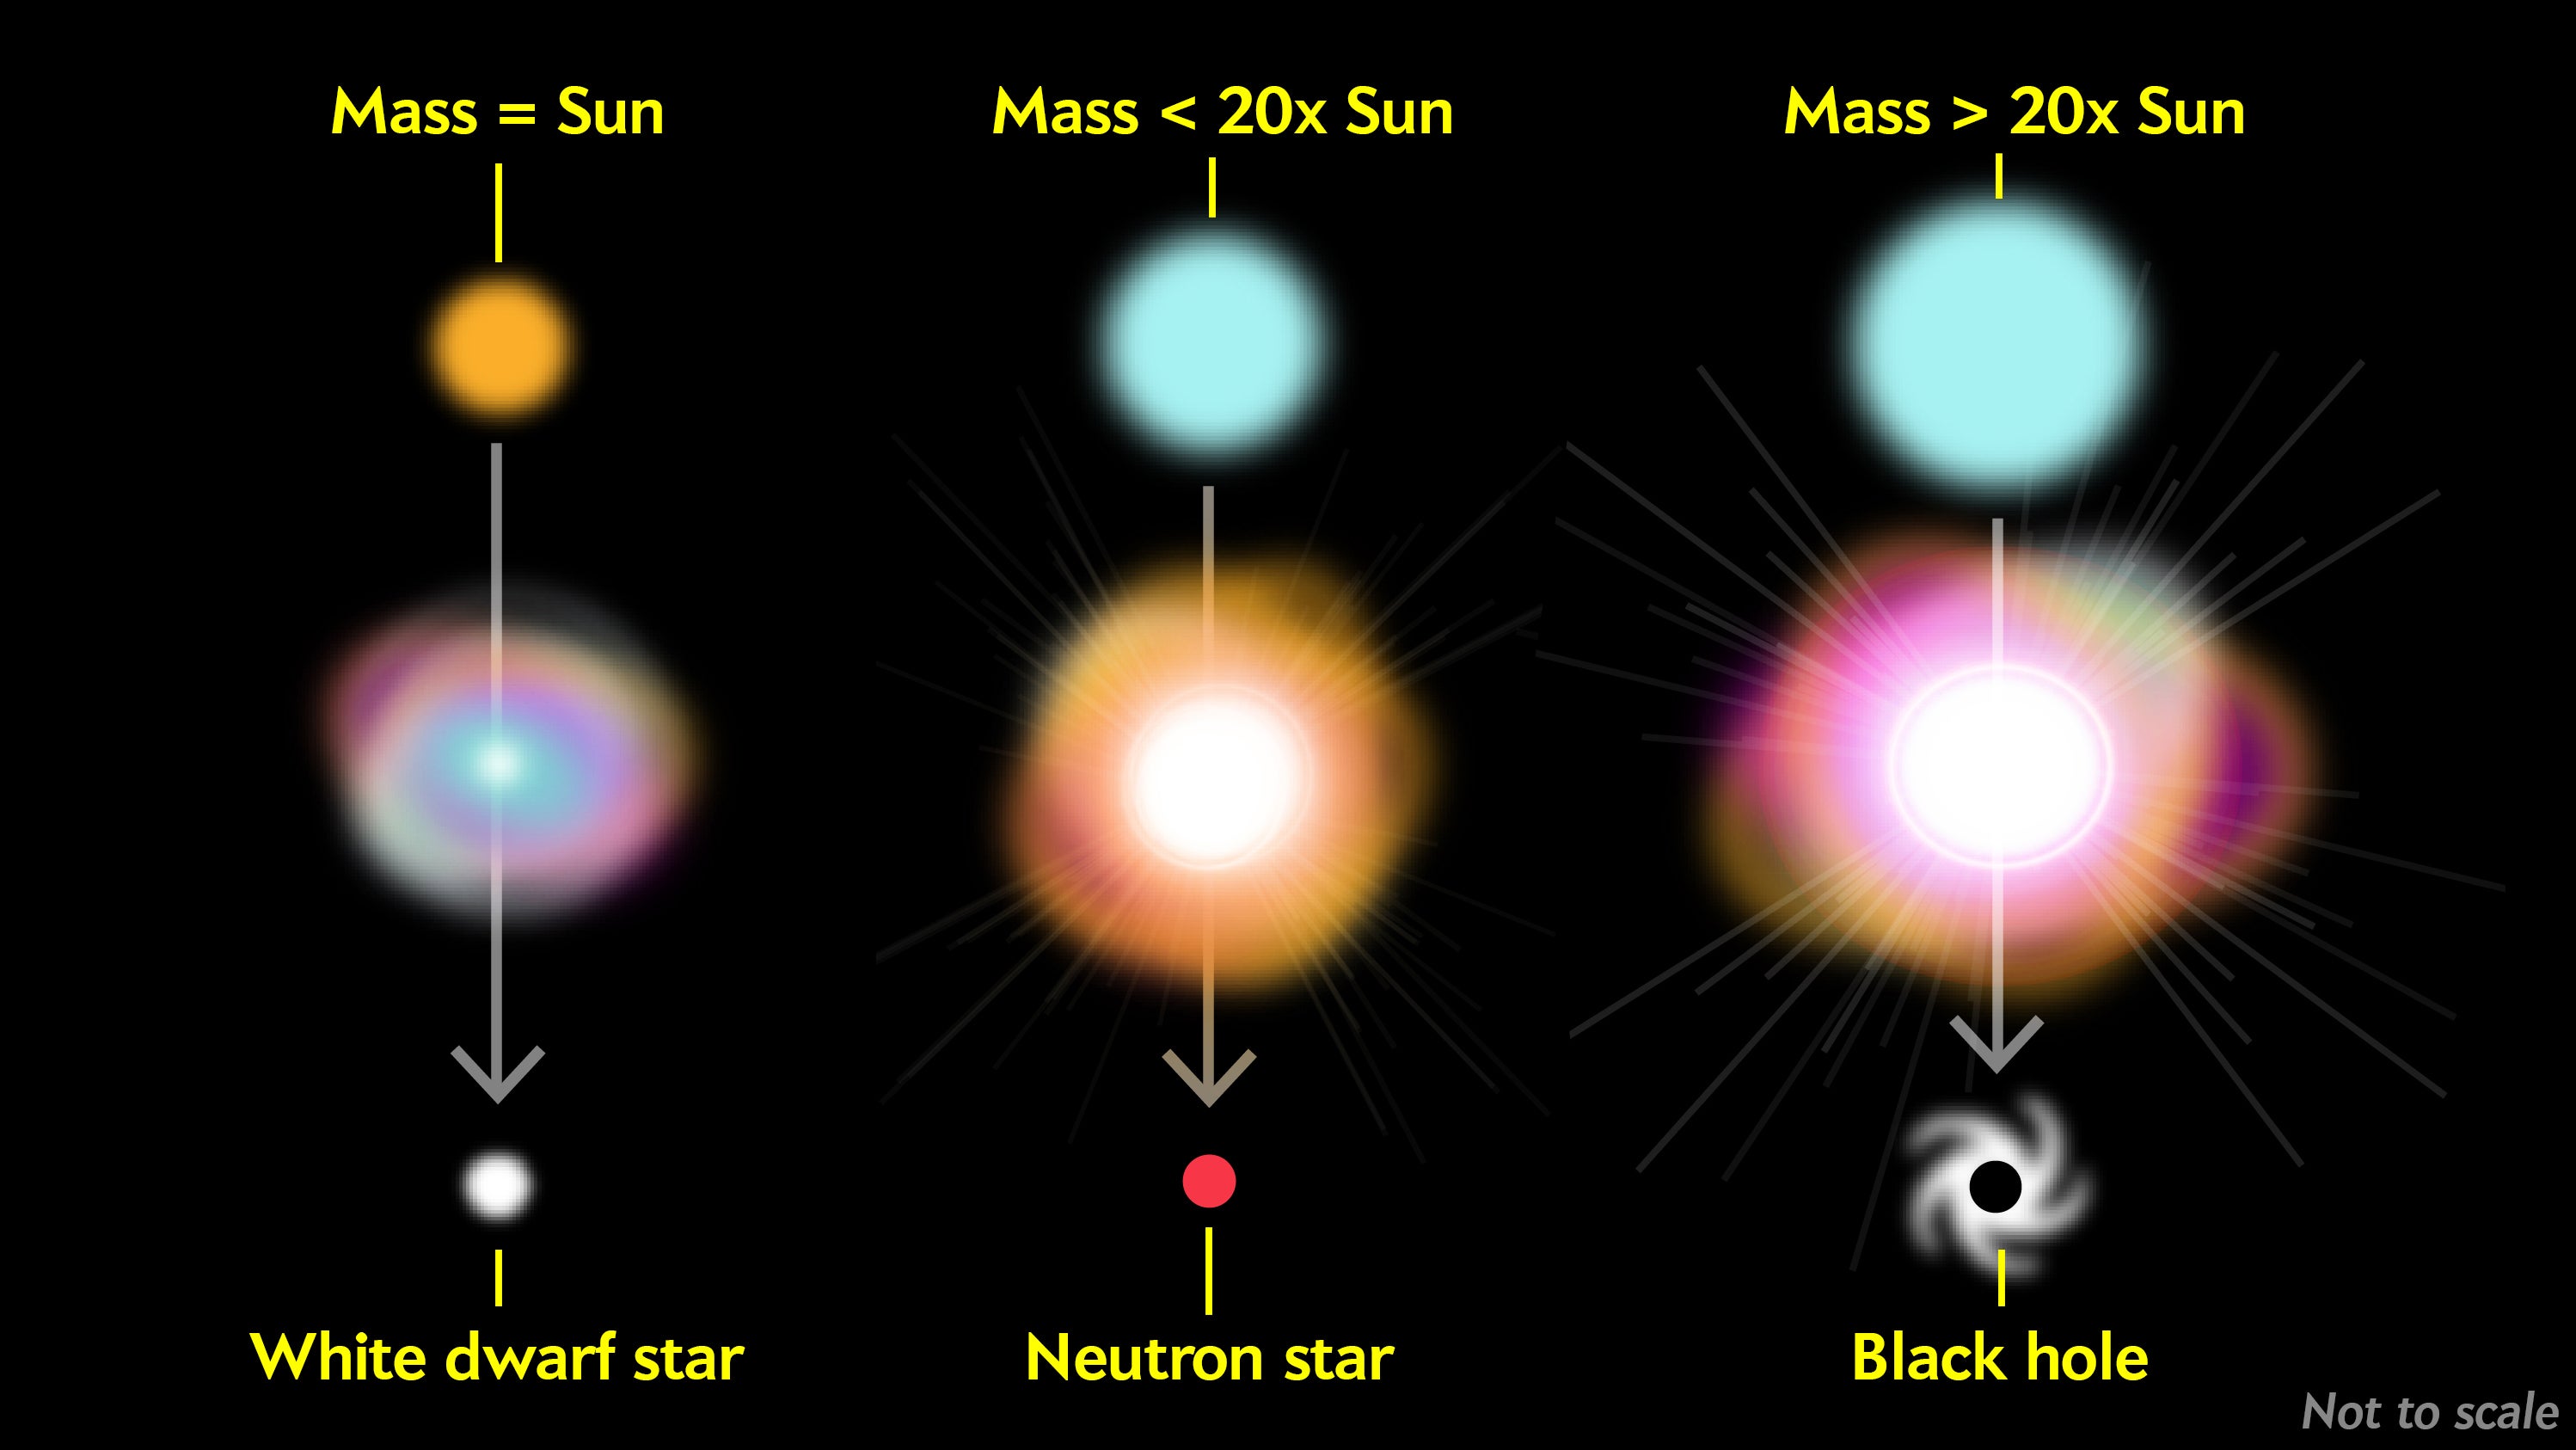 Mass = Sun
Mass < 20x Sun
Mass > 20x Sun
White dwarf star
Neutron star
Black hole
Not to scale